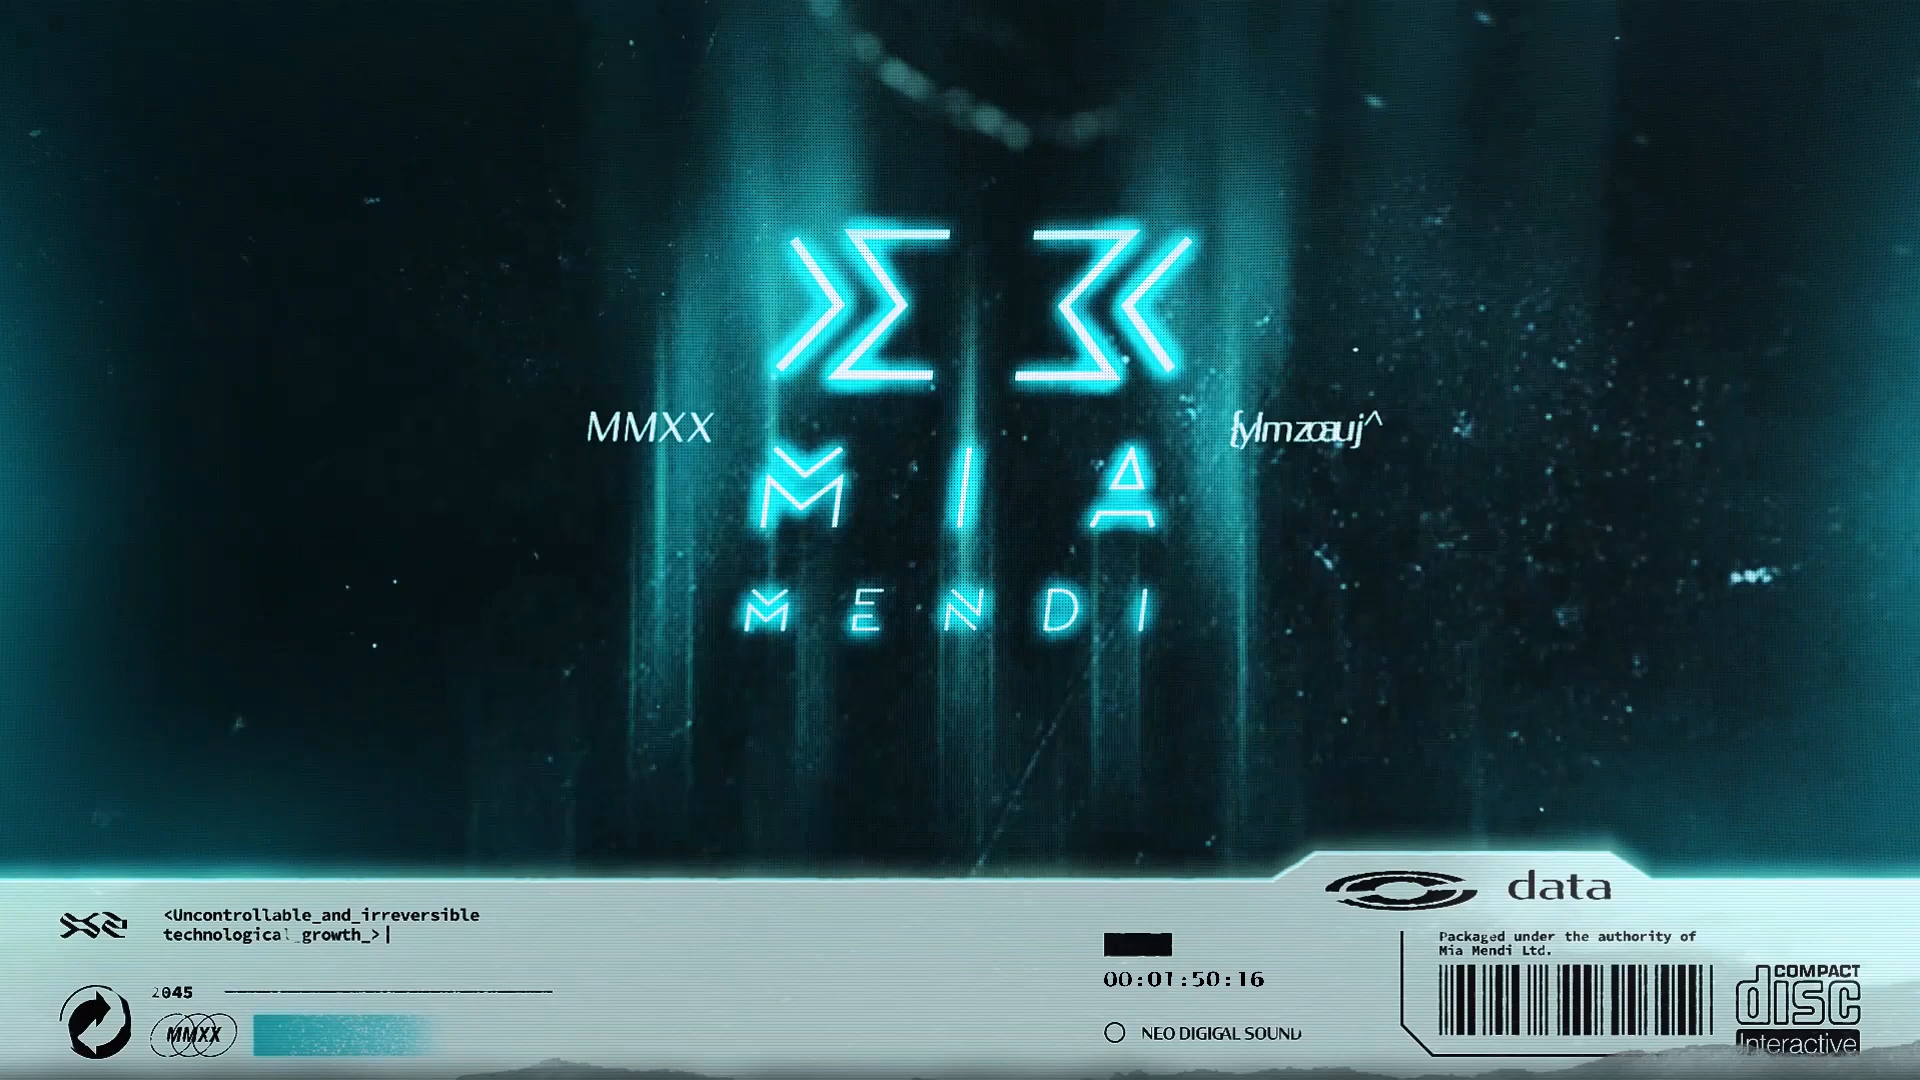 MMXX
{ylmzoauj^
MIA
MENDI
<Uncontrollable_and_irreversible
technological_growth_>|
2045
MMXX
00:01:50:16
NEO DIGIGAL SOUND
data
Packaged under the authority of
Mia Mendi Ltd.
COMPACT
disc
Interactive